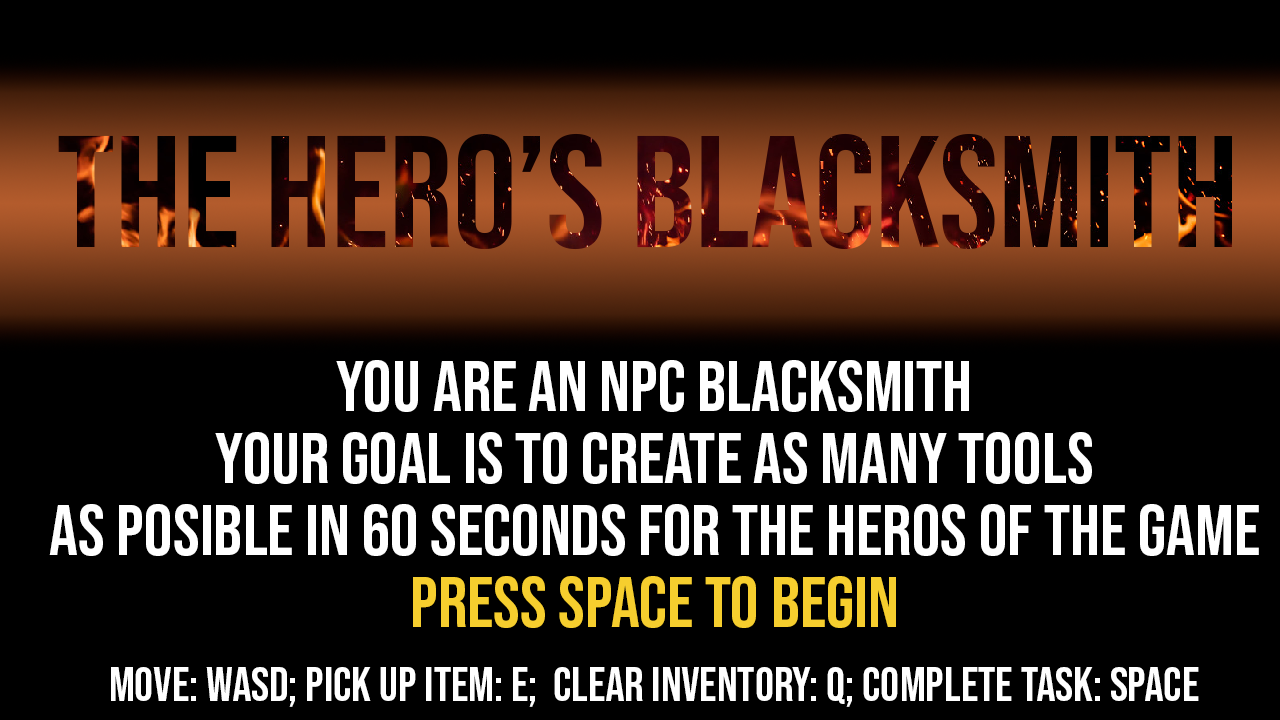 THE HERO'S BLACKSMITH
YOU ARE AN NPC BLACKSMITH
YOUR GOAL IS TO CREATE AS MANY TOOLS
AS POSIBLE IN 60 SECONDS FOR THE HEROS OF THE GAME
PRESS SPACE TO BEGIN
MOVE: WASD; PICK UP ITEM: E;  CLEAR INVENTORY: Q; COMPLETE TASK: SPACE